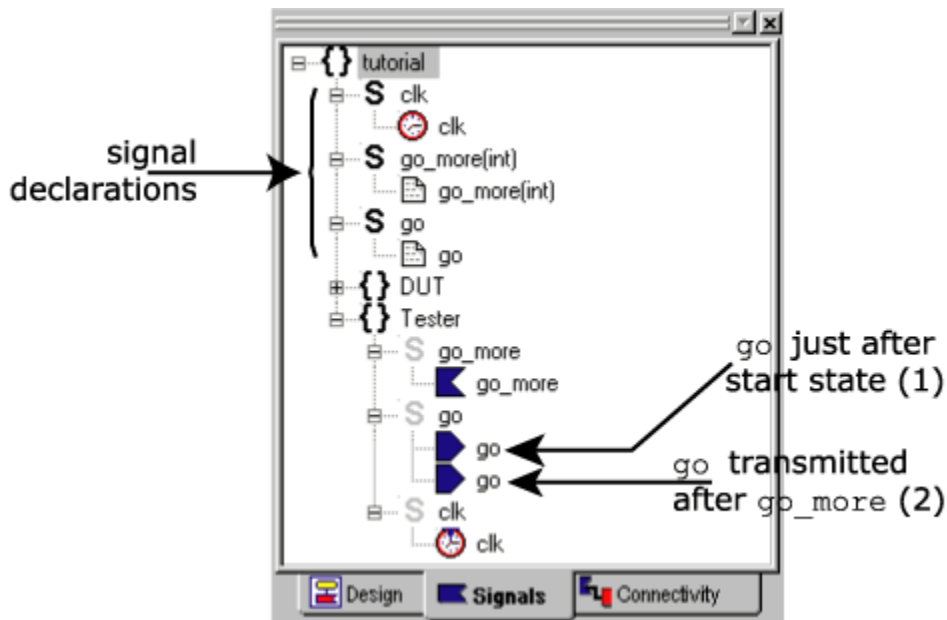 tutorial
S clk
clk
signal
declarations
S go_more(int)
go_more(int)
S go
go
{} DUT
{} Tester
S go_more
go_more
go just after
start state (1)
S go
go
go
go transmitted
after go_more (2)
S clk
clk
Design
Signals
Connectivity